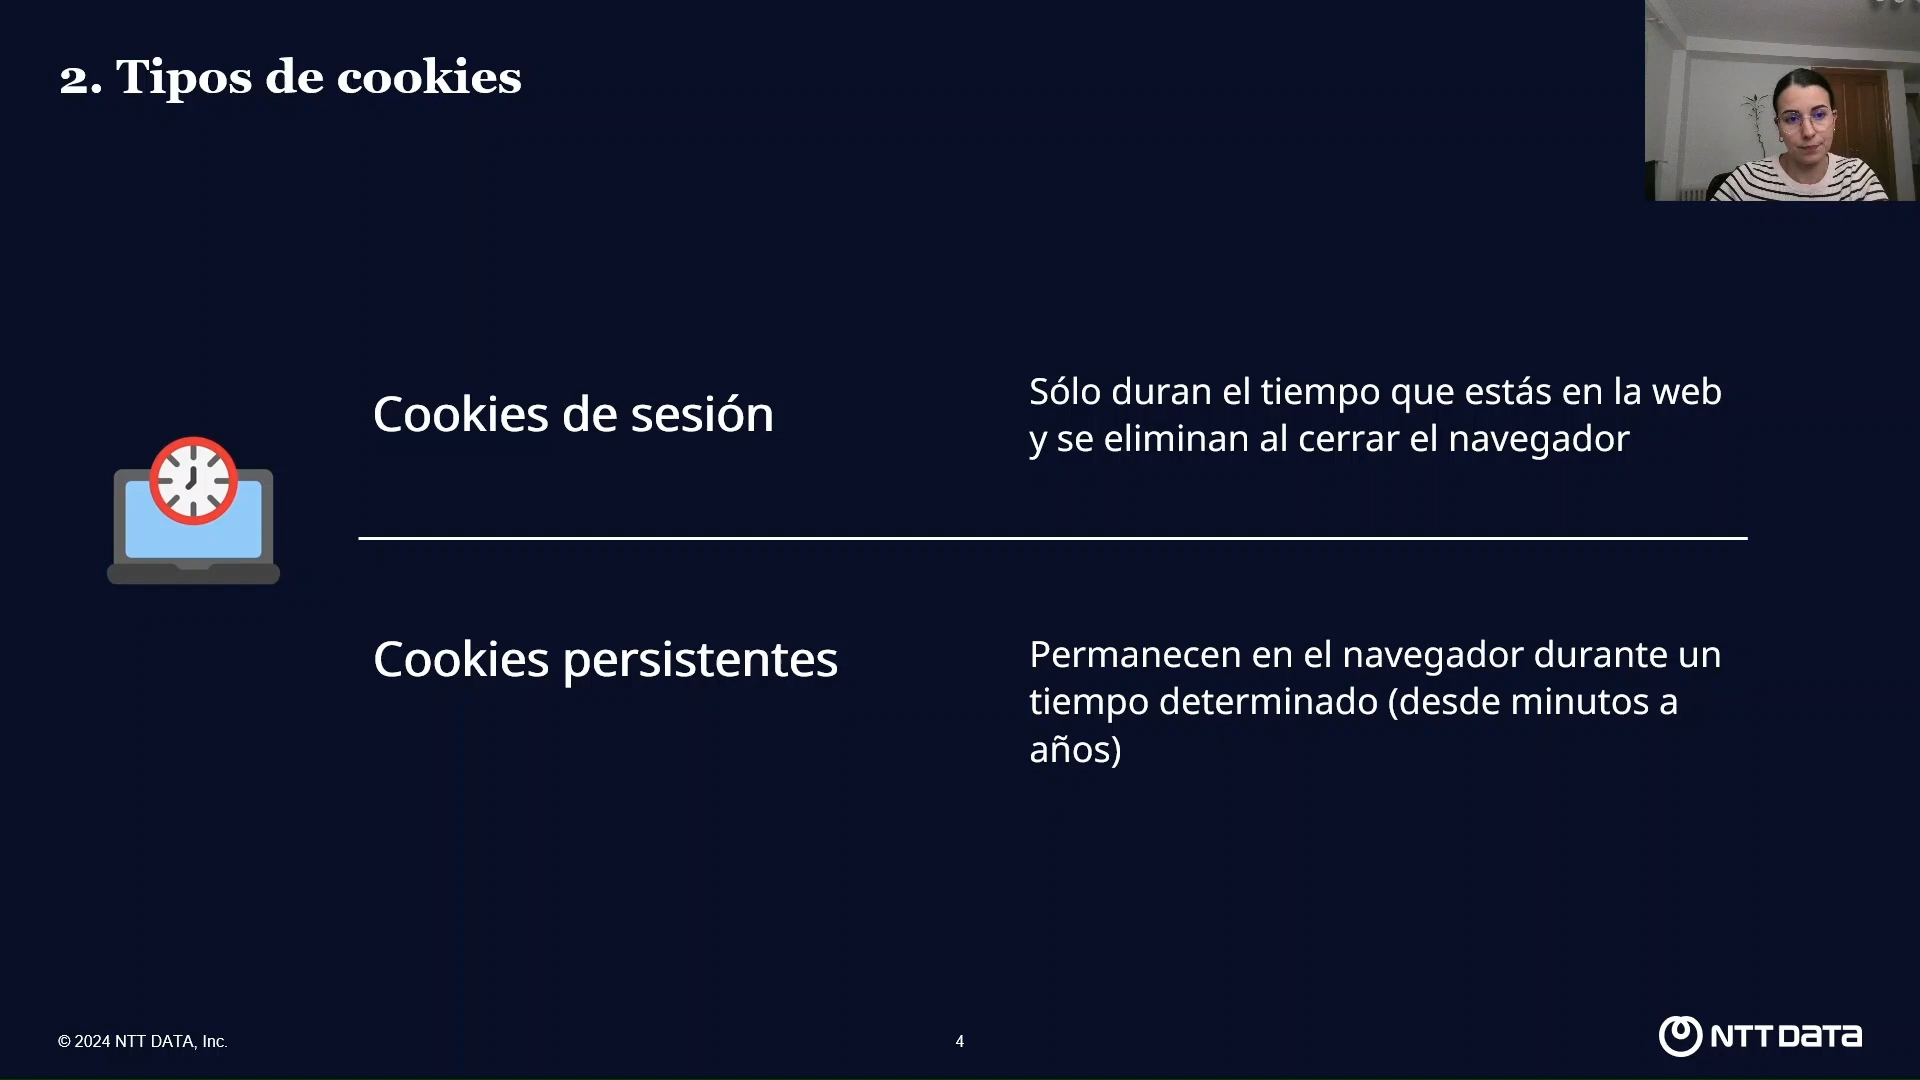 2. Tipos de cookies
Cookies de sesión
Sólo duran el tiempo que estás en la web
y se eliminan al cerrar el navegador
Cookies persistentes
Permanecen en el navegador durante un
tiempo determinado (desde minutos a
años)
© 2024 NTT DATA, Inc.
4
NTT DATA